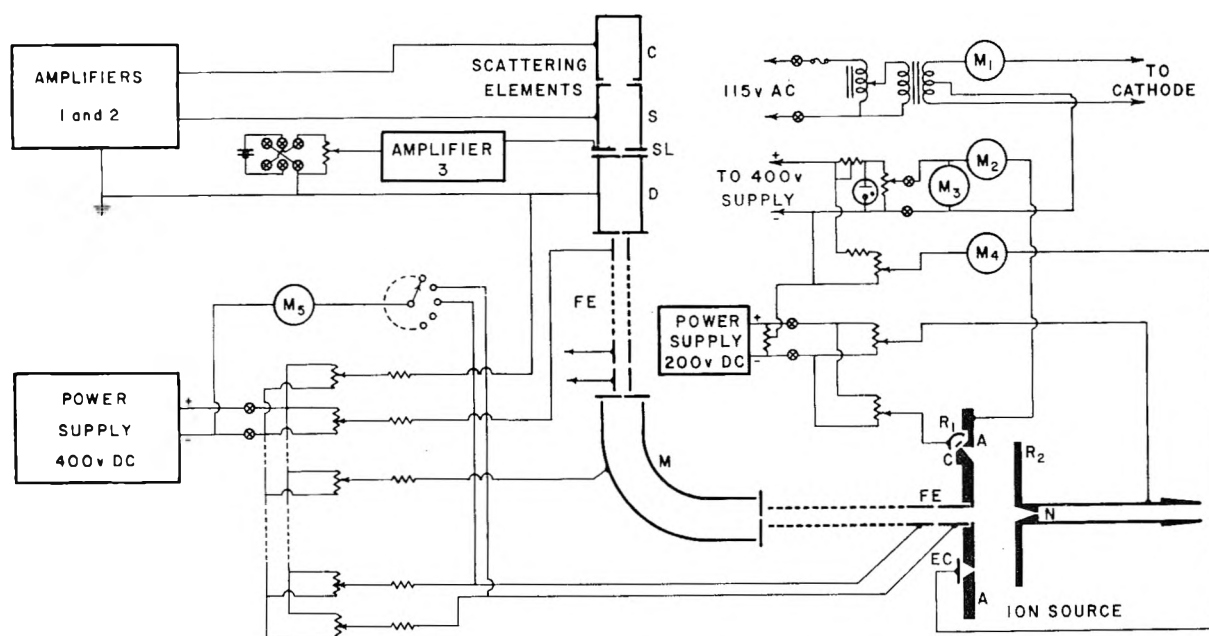 AMPLIFIERS
1 and 2
SCATTERING
ELEMENTS
C
S
SL
D
AMPLIFIER
3
115v AC
M1
TO
CATHODE
+
TO 400v
SUPPLY
-
M2
M3
M4
M5
FE
POWER
SUPPLY
200v DC
+
-
POWER
SUPPLY
400v DC
+
-
M
R1
A
C
R2
FE
N
EC
A
ION SOURCE